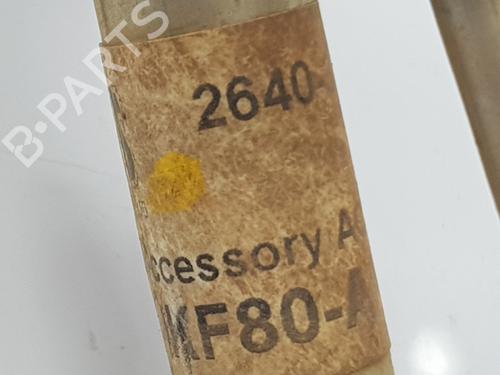 B-PARTS
2640-
ccessory A
KF80-A